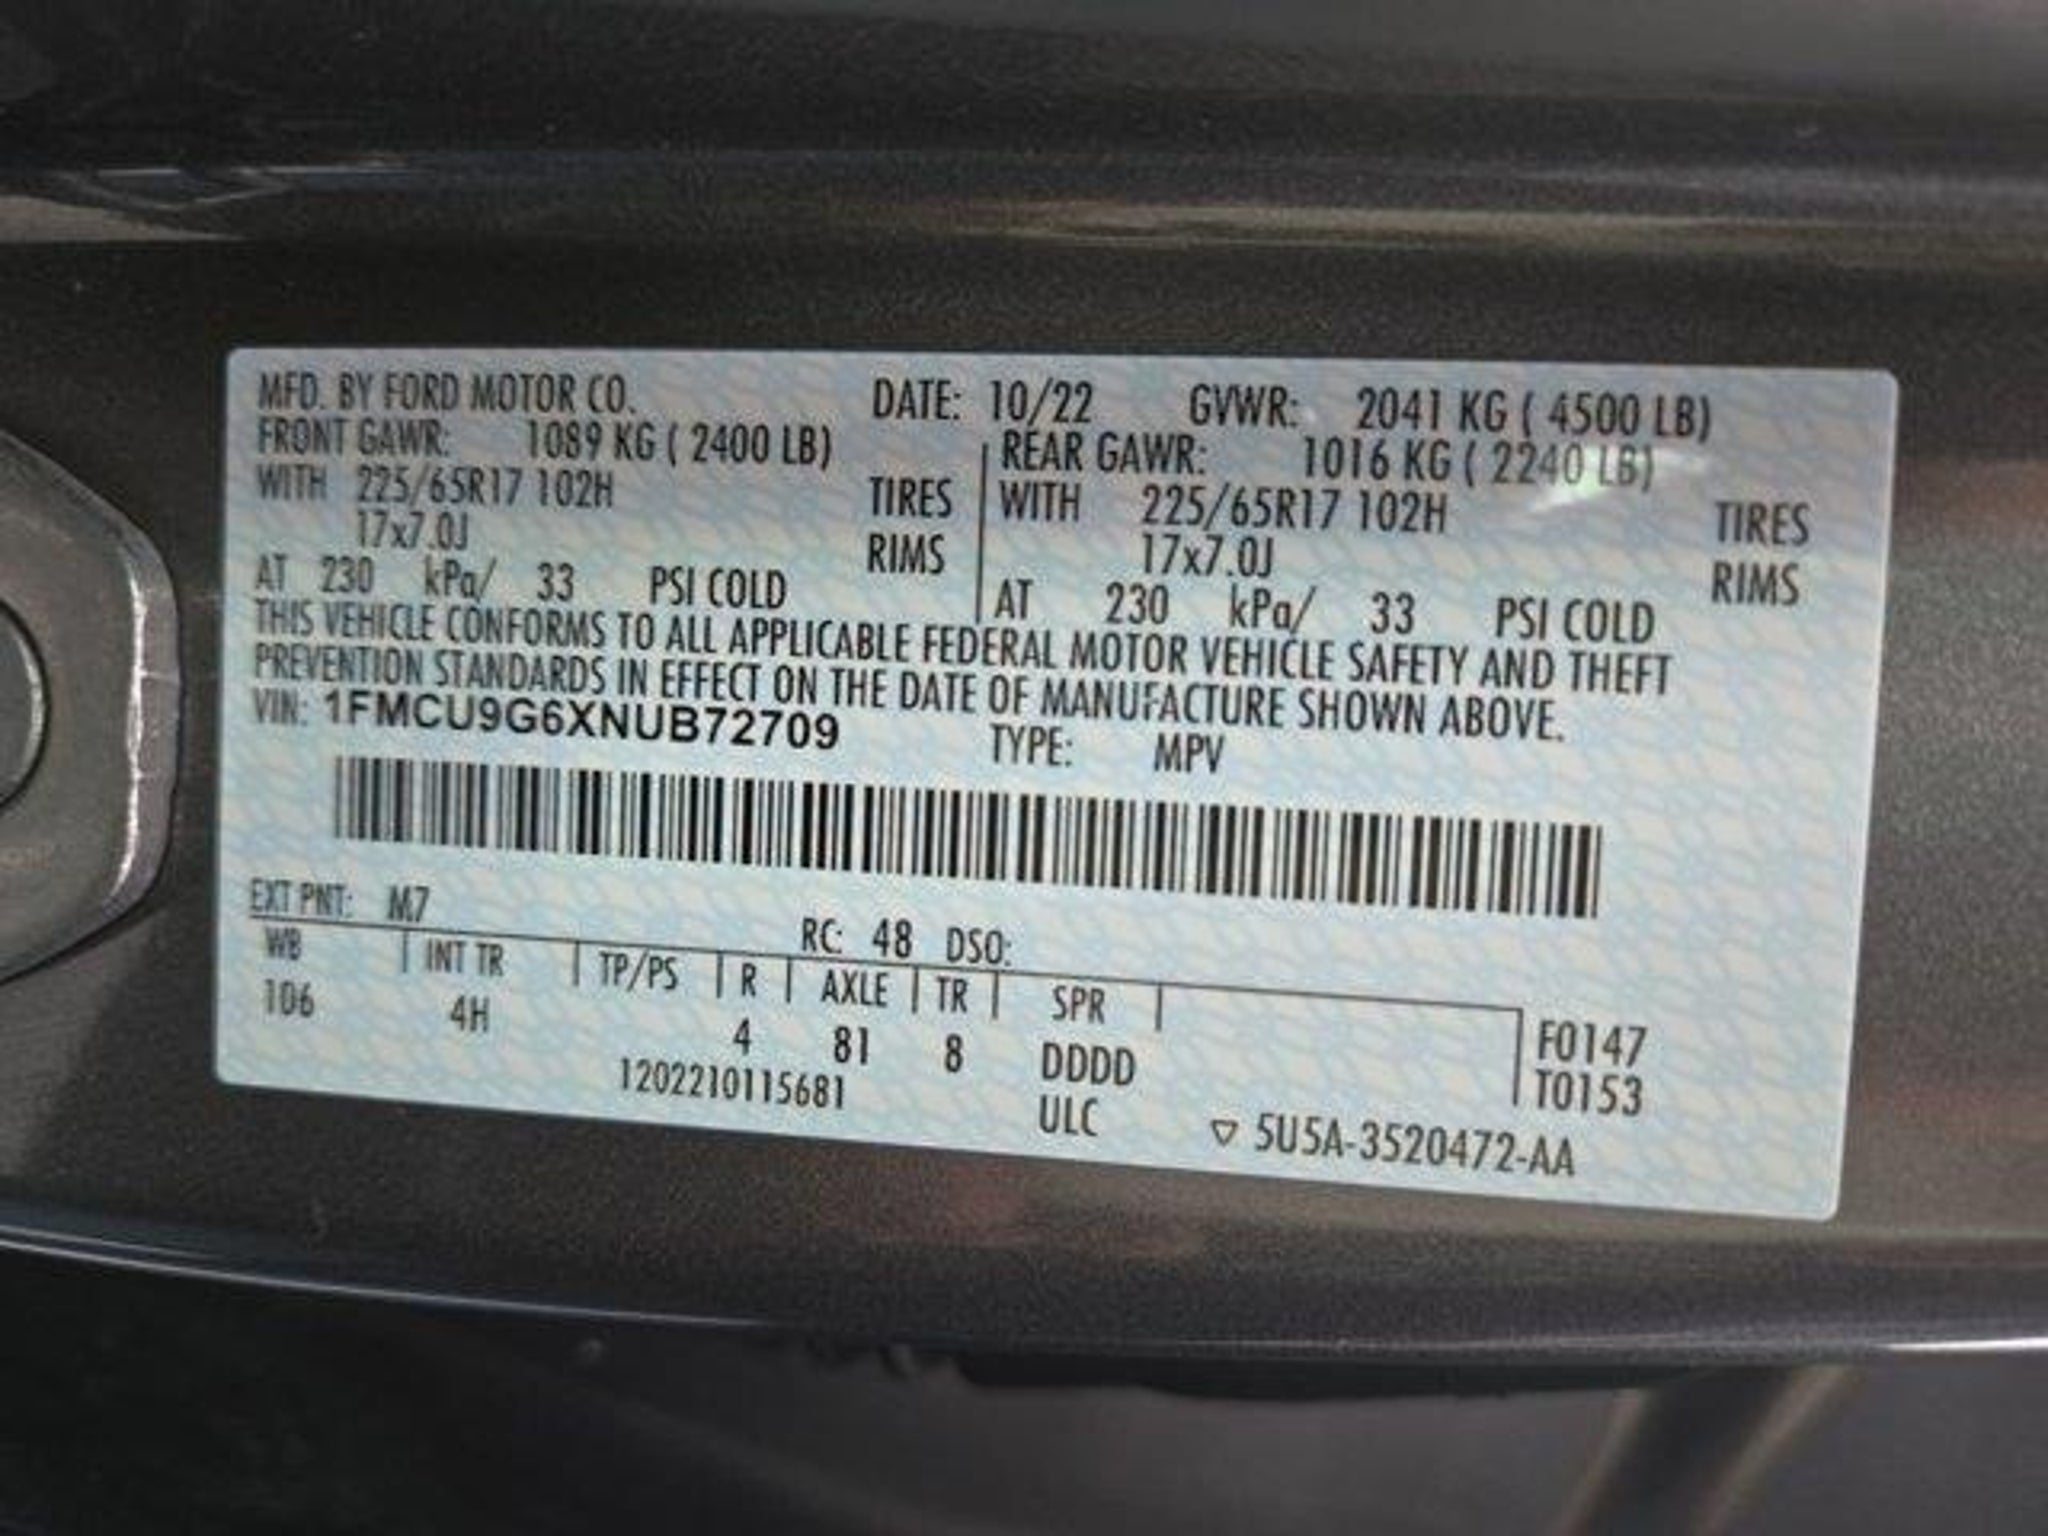 MFD. BY FORD MOTOR CO. DATE: 10/22 GVWR: 2041 KG ( 4500 LB)
FRONT GAWR: 1089 KG ( 2400 LB) REAR GAWR: 1016 KG ( 2240 LB)
WITH 225/65R17 102H TIRES WITH 225/65R17 102H TIRES
17x7.0J RIMS 17x7.0J RIMS
AT 230 kPa/ 33 PSI COLD AT 230 kPa/ 33 PSI COLD
THIS VEHICLE CONFORMS TO ALL APPLICABLE FEDERAL MOTOR VEHICLE SAFETY AND THEFT
PREVENTION STANDARDS IN EFFECT ON THE DATE OF MANUFACTURE SHOWN ABOVE.
VIN: 1FMCU9G6XNUB72709 TYPE: MPV
EXT PNT: M7 RC: 48 DSO:
WB INT TR TP/PS R AXLE TR SPR
106 4H 4 81 8 DDDD F0147
1202210115681 ULC T0153
▽ 5U5A-3520472-AA